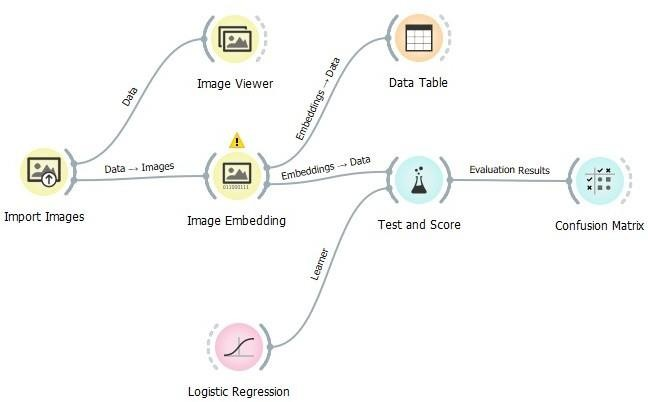 Image Viewer
Data Table
Data
Embeddings → Data
Data → Images
Embeddings → Data
Evaluation Results
011000111
Import Images
Image Embedding
Test and Score
Confusion Matrix
Learner
Logistic Regression